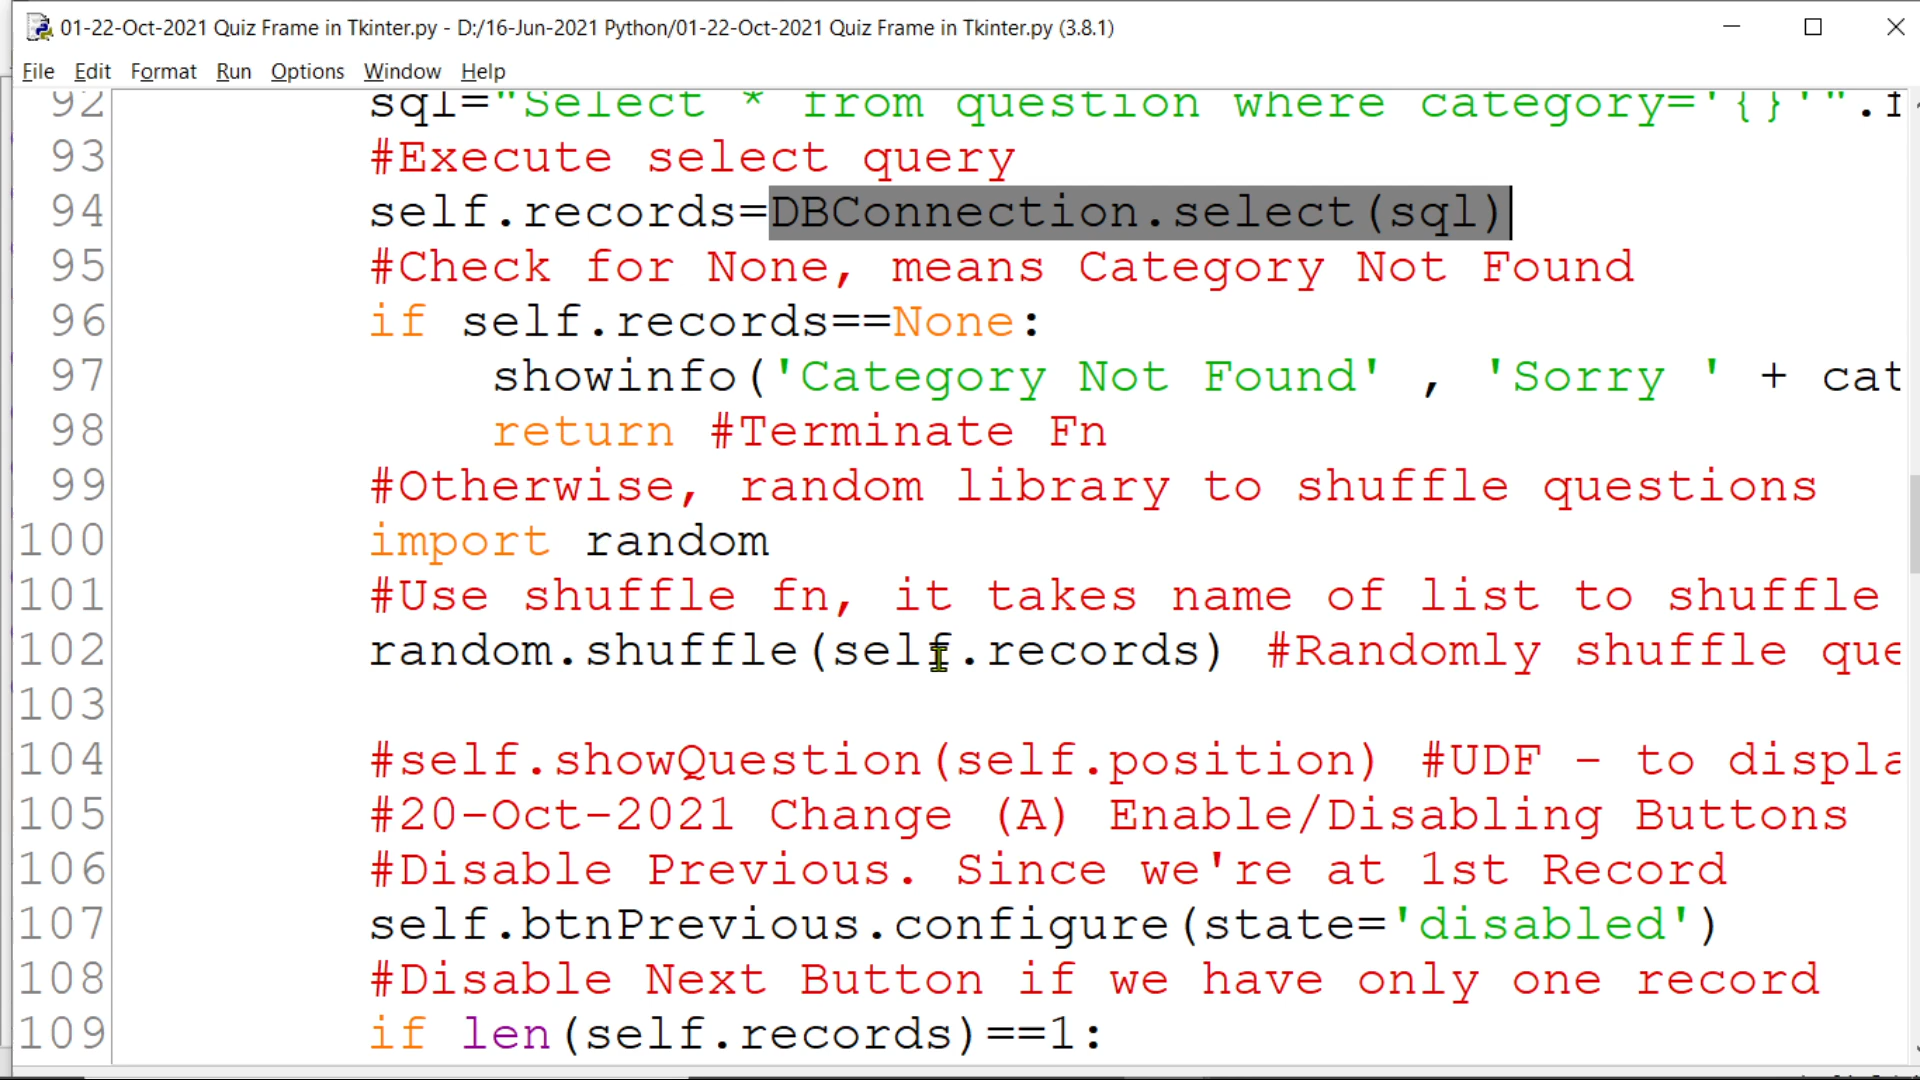 01-22-Oct-2021 Quiz Frame in Tkinter.py - D:/16-Jun-2021 Python/01-22-Oct-2021 Quiz Frame in Tkinter.py (3.8.1)
File Edit Format Run Options Window Help
92 sql="Select * from question where category='{}'".
93 #Execute select query
94 self.records=DBConnection.select(sql)
95 #Check for None, means Category Not Found
96 if self.records==None:
97 showinfo('Category Not Found' , 'Sorry ' + cat
98 return #Terminate Fn
99 #Otherwise, random library to shuffle questions
100 import random
101 #Use shuffle fn, it takes name of list to shuffle
102 random.shuffle(self.records) #Randomly shuffle que
103
104 #self.showQuestion(self.position) #UDF - to displa
105 #20-Oct-2021 Change (A) Enable/Disabling Buttons
106 #Disable Previous. Since we're at 1st Record
107 self.btnPrevious.configure(state='disabled')
108 #Disable Next Button if we have only one record
109 if len(self.records)==1: